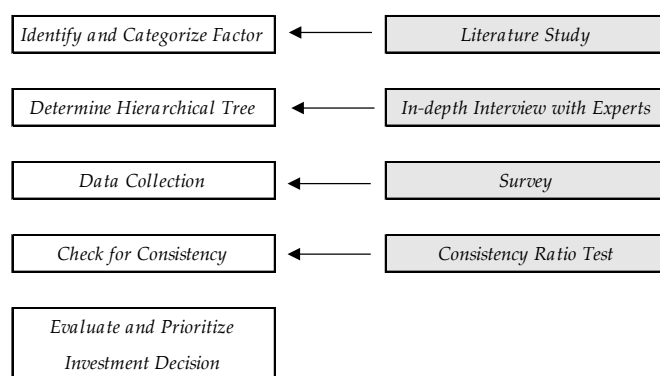 Identify and Categorize Factor
Literature Study
Determine Hierarchical Tree
In-depth Interview with Experts
Data Collection
Survey
Check for Consistency
Consistency Ratio Test
Evaluate and Prioritize
Investment Decision